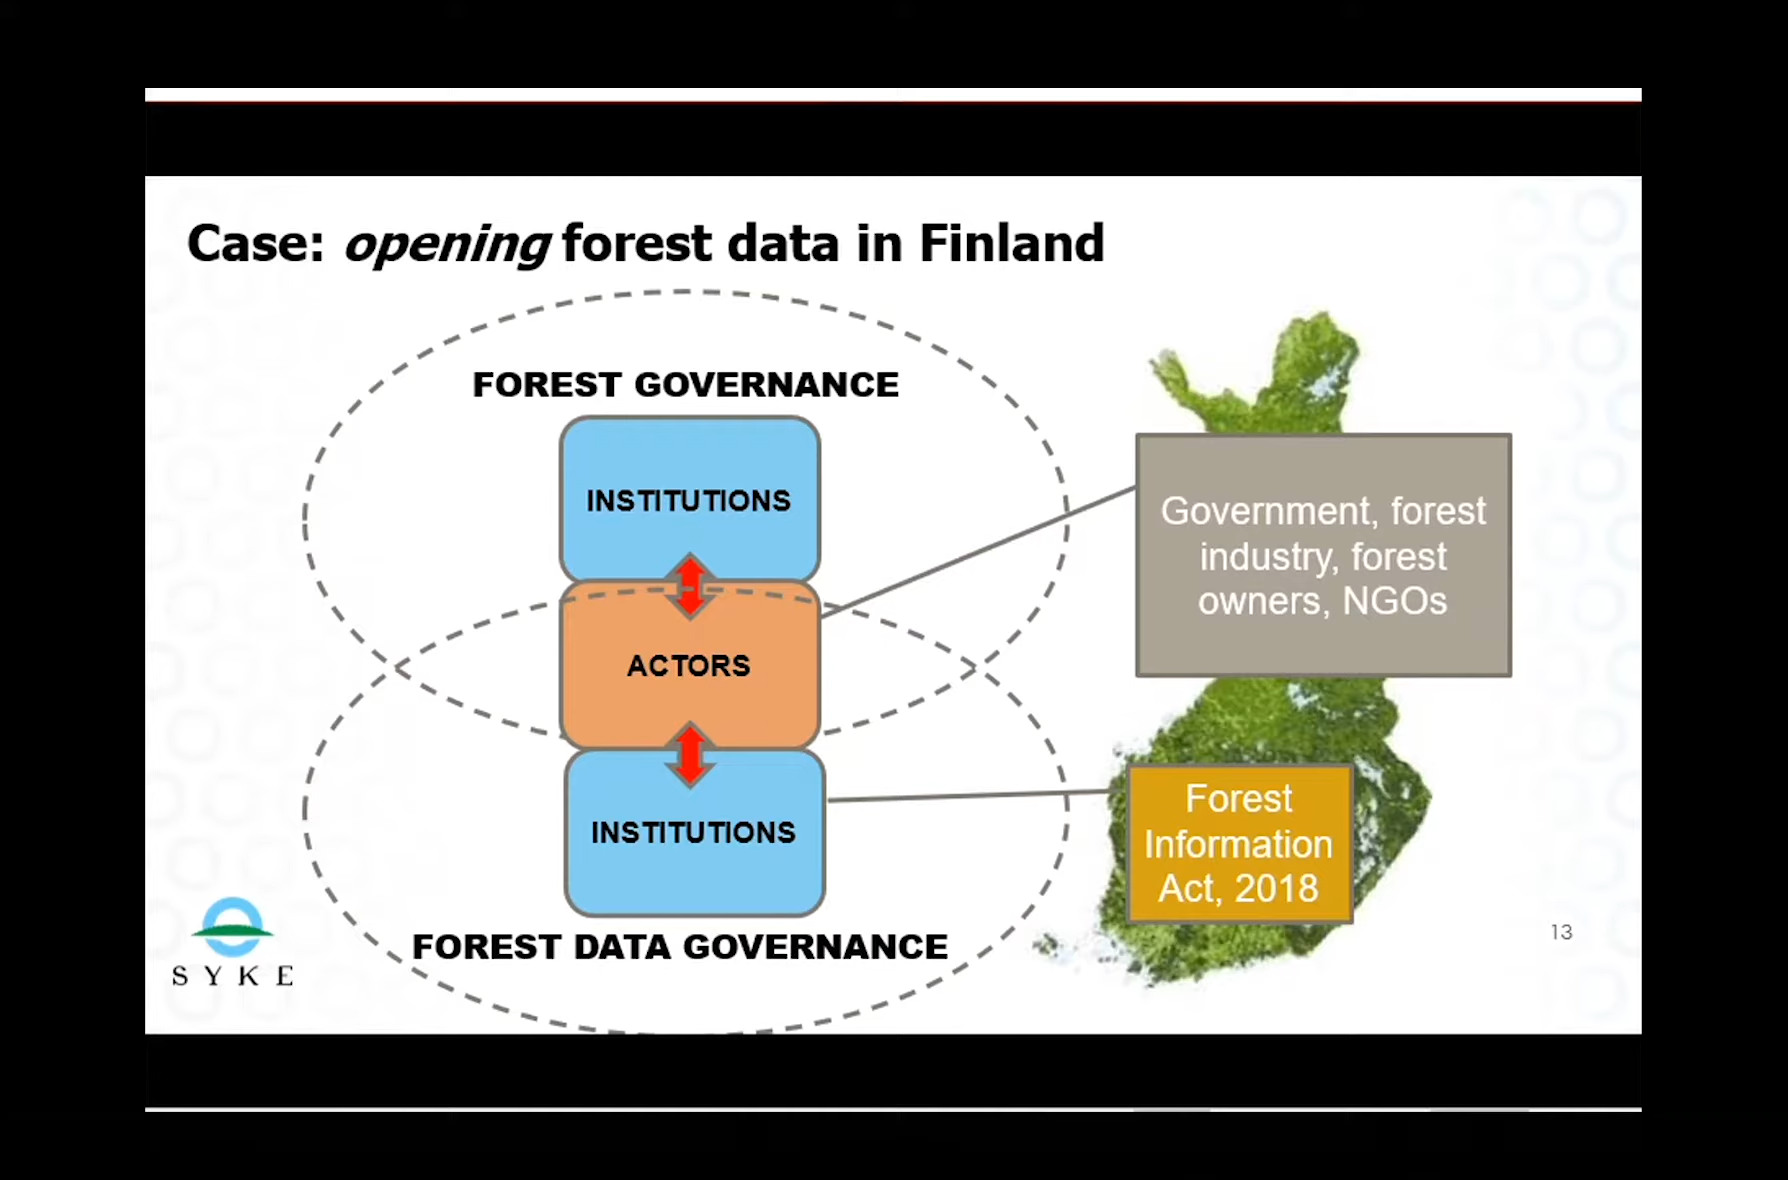 Case: opening forest data in Finland
FOREST GOVERNANCE
INSTITUTIONS
ACTORS
INSTITUTIONS
FOREST DATA GOVERNANCE
Government, forest
industry, forest
owners, NGOs
Forest
Information
Act, 2018
SYKE
13